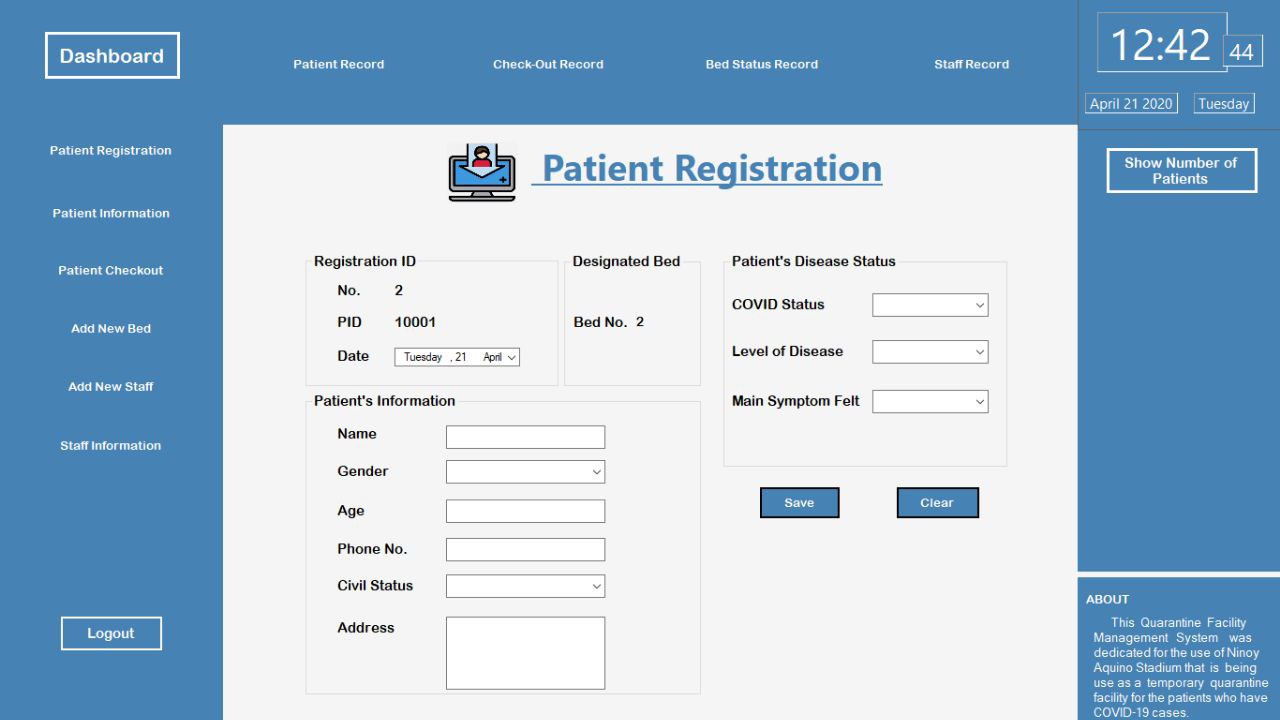 Dashboard
Patient Record
Check-Out Record
Bed Status Record
Staff Record
12:42
44
April 21 2020
Tuesday
Patient Registration
Patient Information
Patient Checkout
Add New Bed
Add New Staff
Staff Information
Logout
Patient Registration
Registration ID
No. 2
PID 10001
Date Tuesday , 21 April
Designated Bed
Bed No. 2
Patient's Disease Status
COVID Status
Level of Disease
Main Symptom Felt
Patient's Information
Name
Gender
Age
Phone No.
Civil Status
Address
Save
Clear
Show Number of
Patients
ABOUT
This Quarantine Facility
Management System was
dedicated for the use of Ninoy
Aquino Stadium that is being
use as a temporary quarantine
facility for the patients who have
COVID-19 cases.